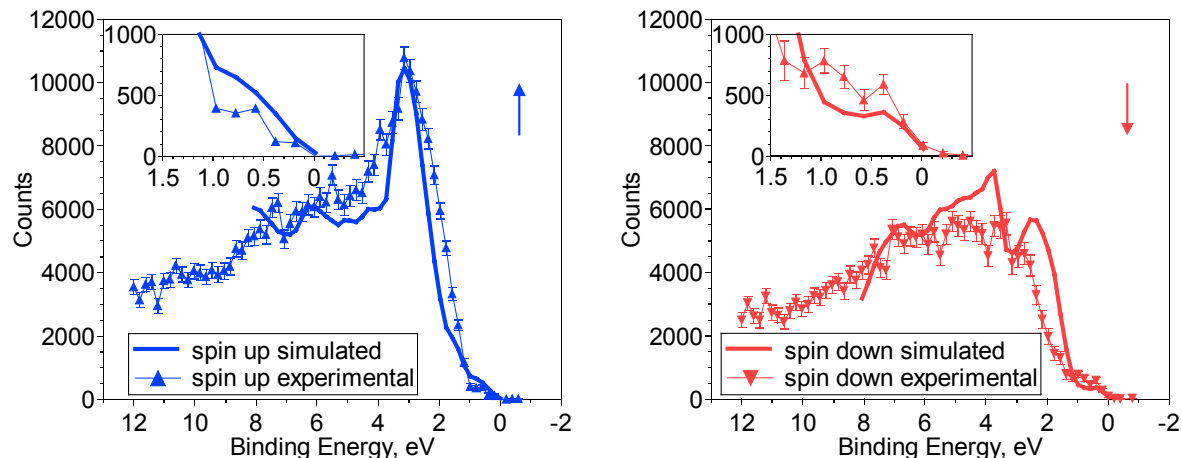 12000
10000
8000
6000
4000
2000
0
Counts
1000
500
0
1.5 1.0 0.5 0
spin up simulated
spin up experimental
12 10 8 6 4 2 0 -2
Binding Energy, eV
12000
10000
8000
6000
4000
2000
0
Counts
1000
500
0
1.5 1.0 0.5 0
spin down simulated
spin down experimental
12 10 8 6 4 2 0 -2
Binding Energy, eV